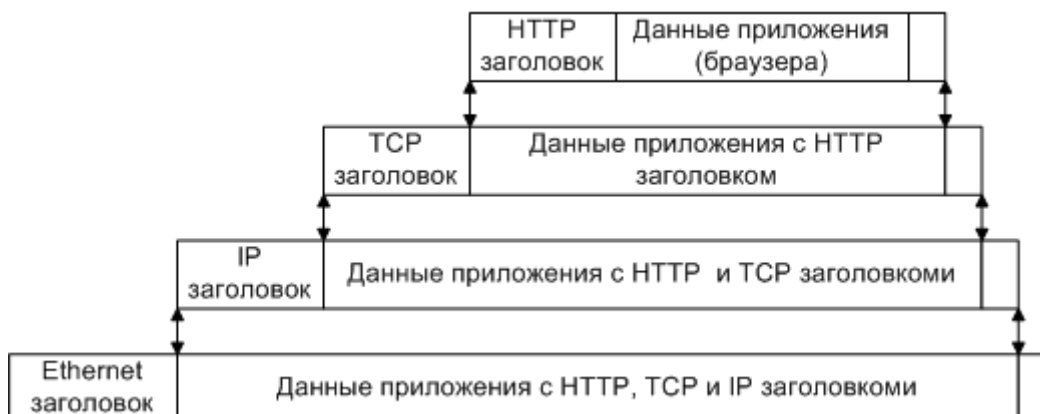 HTTP
заголовок
Данные приложения
(браузера)
TCP
заголовок
Данные приложения с HTTP
заголовком
IP
заголовок
Данные приложения с HTTP и TCP заголовкоми
Ethernet
заголовок
Данные приложения с HTTP, TCP и IP заголовкоми